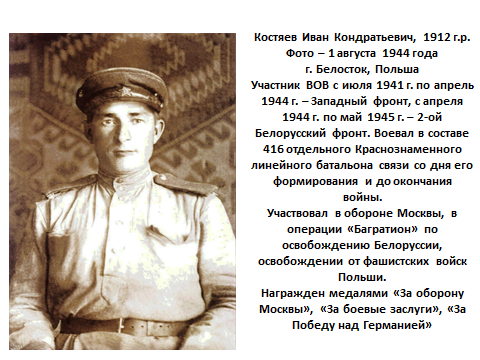 Костяев Иван Кондратьевич, 1912 г.р.
Фото – 1 августа 1944 года
г. Белосток, Польша
Участник ВОВ с июля 1941 г. по апрель
1944 г. – Западный фронт, с апреля
1944 г. по май 1945 г. – 2-ой
Белорусский фронт. Воевал в составе
416 отдельного Краснознаменного
линейного батальона связи со дня его
формирования и до окончания
войны.
Участвовал в обороне Москвы, в
операции «Багратион» по
освобождению Белоруссии,
освобождении от фашистских войск
Польши.
Награжден медалями «За оборону
Москвы», «За боевые заслуги», «За
Победу над Германией»